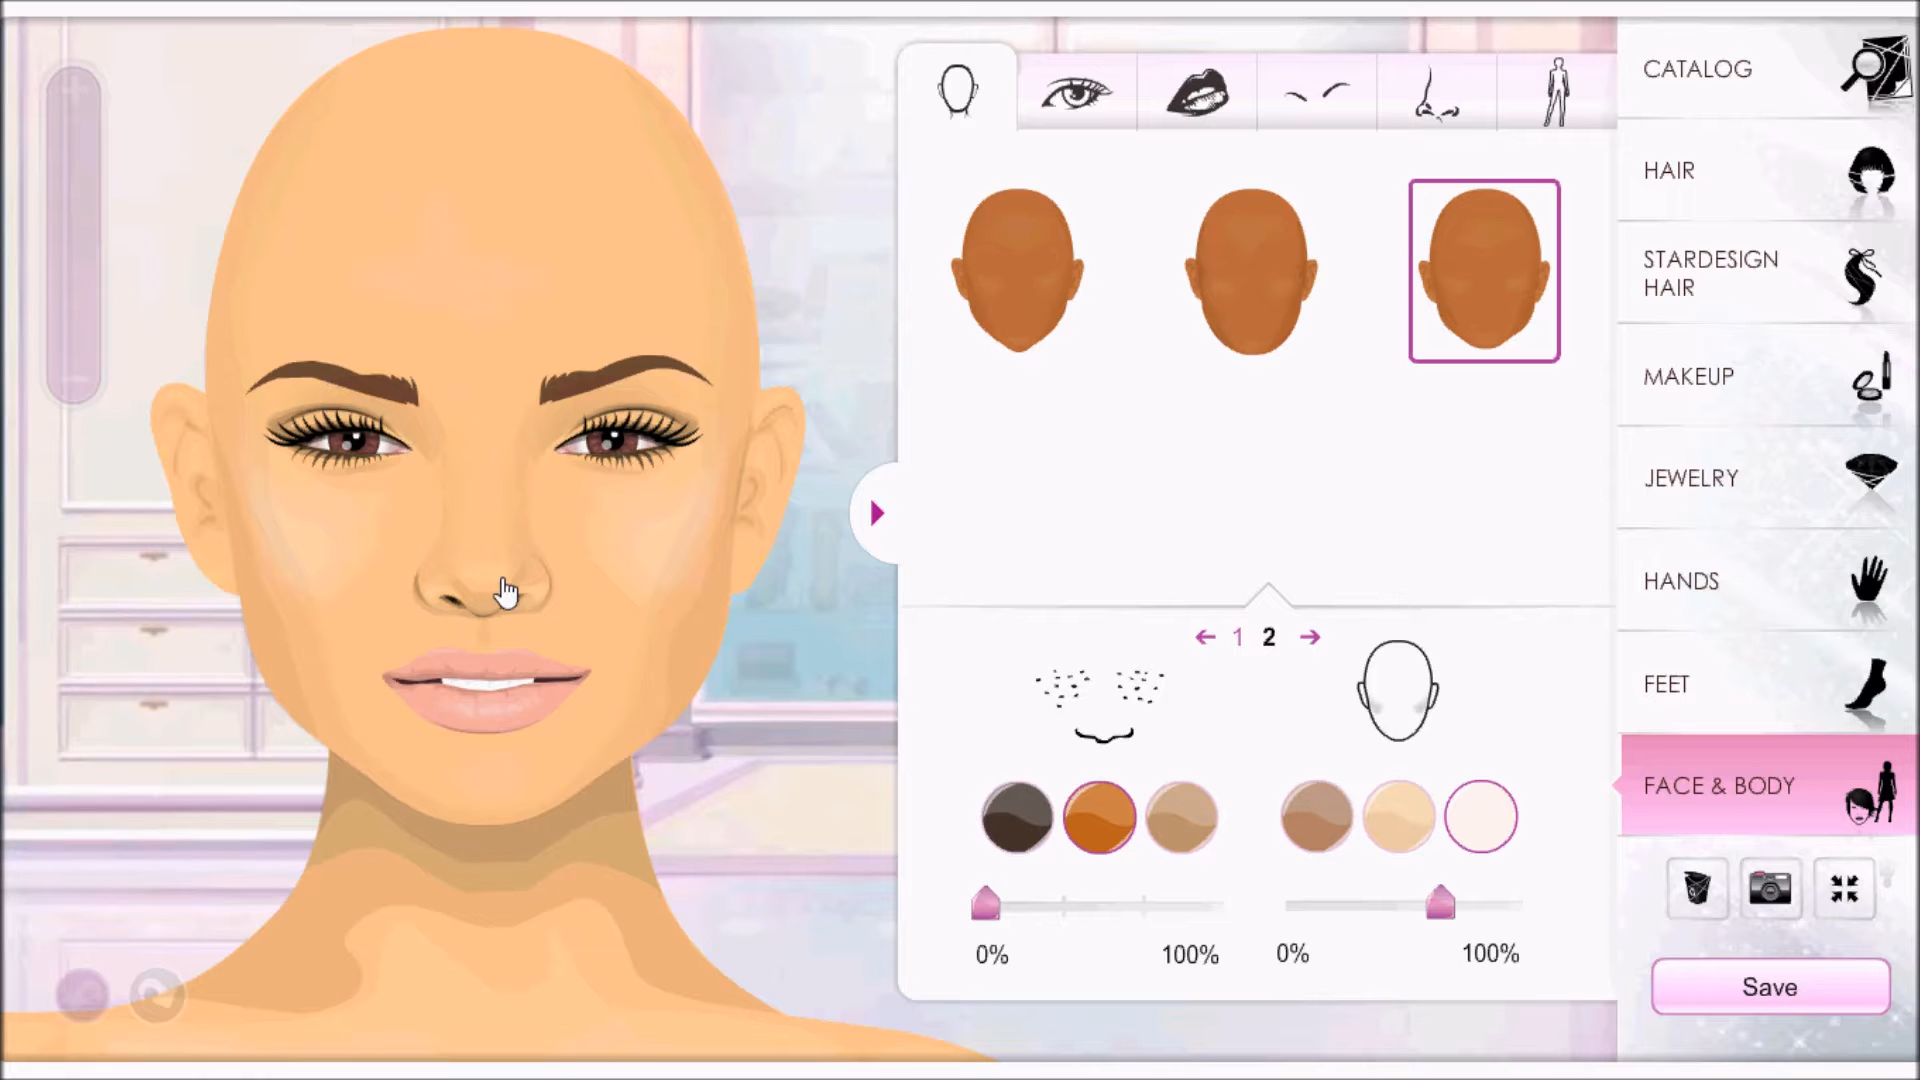 CATALOG
HAIR
STARDESIGN
HAIR
MAKEUP
JEWELRY
HANDS
FEET
FACE & BODY
1 2
0% 100% 0% 100%
Save